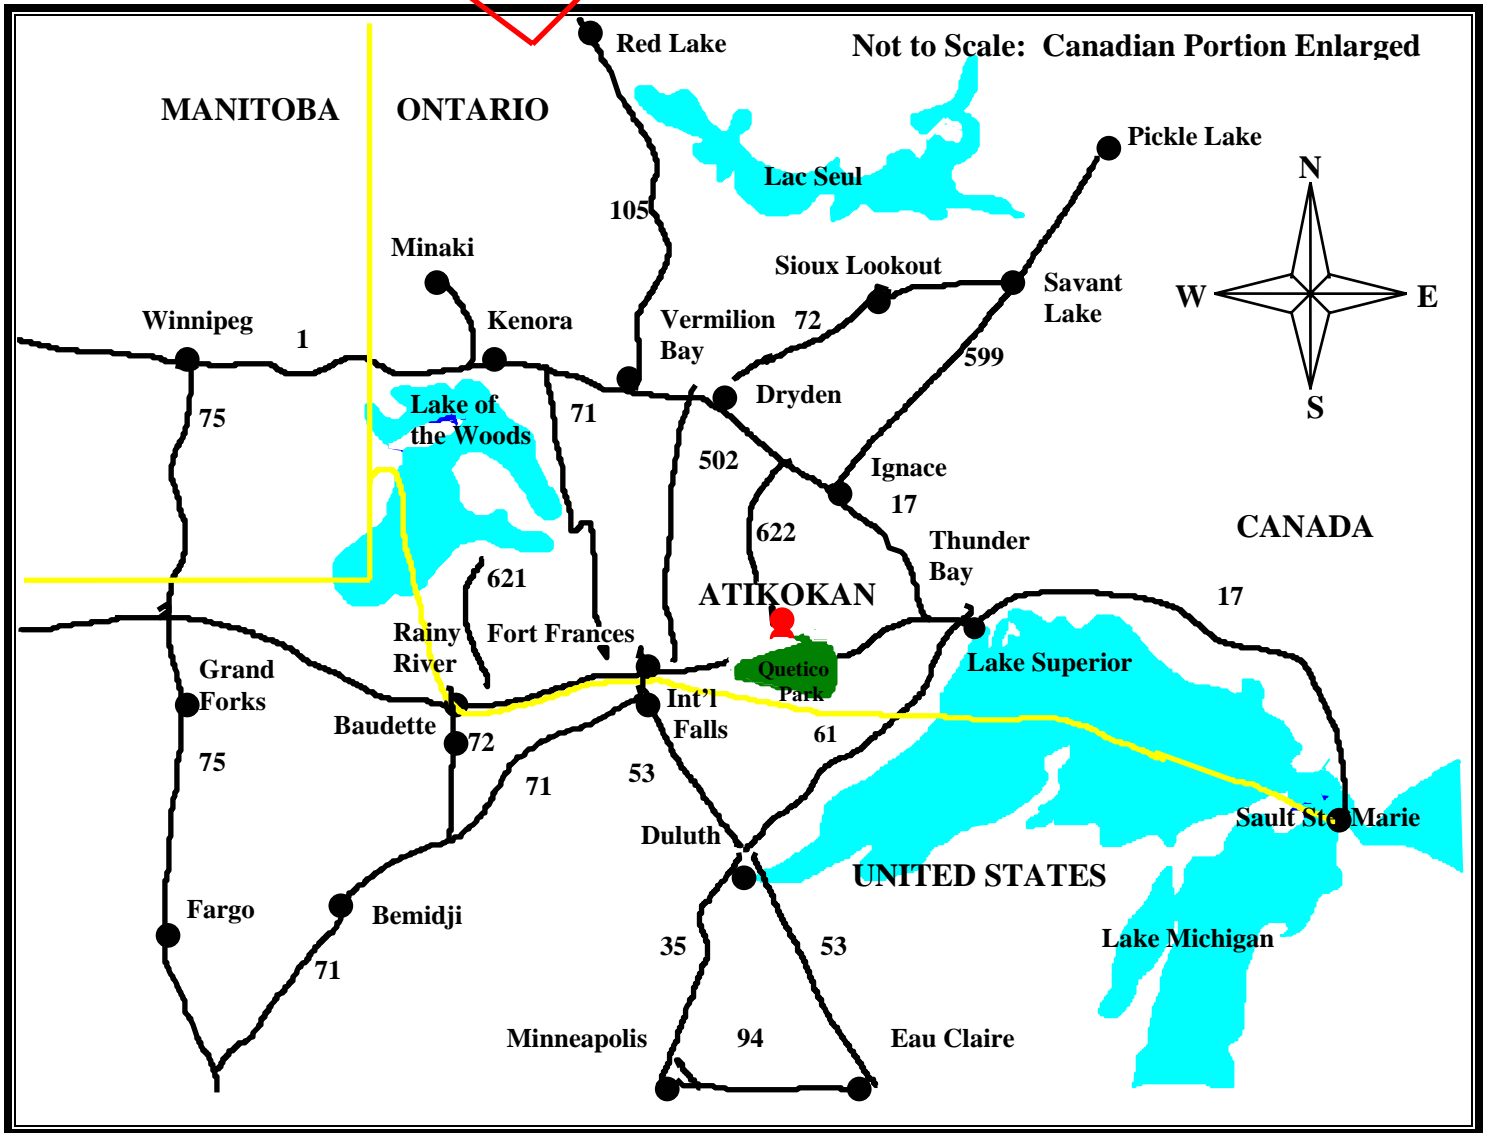 Red Lake
Not to Scale:  Canadian Portion Enlarged
MANITOBA
ONTARIO
Pickle Lake
N
Lac Seul
105
Minaki
Sioux Lookout
Savant
Lake
W
E
Winnipeg
1
Kenora
Vermilion
Bay
72
599
S
75
Lake of
the Woods
71
Dryden
502
Ignace
17
622
Thunder
Bay
CANADA
621
ATIKOKAN
17
Rainy
River
Fort Frances
Grand
Forks
Quetico
Park
Lake Superior
Int'l
Falls
Baudette
72
61
75
71
53
Duluth
Saulf Ste Marie
UNITED STATES
Fargo
Bemidji
35
53
Lake Michigan
71
Minneapolis
94
Eau Claire